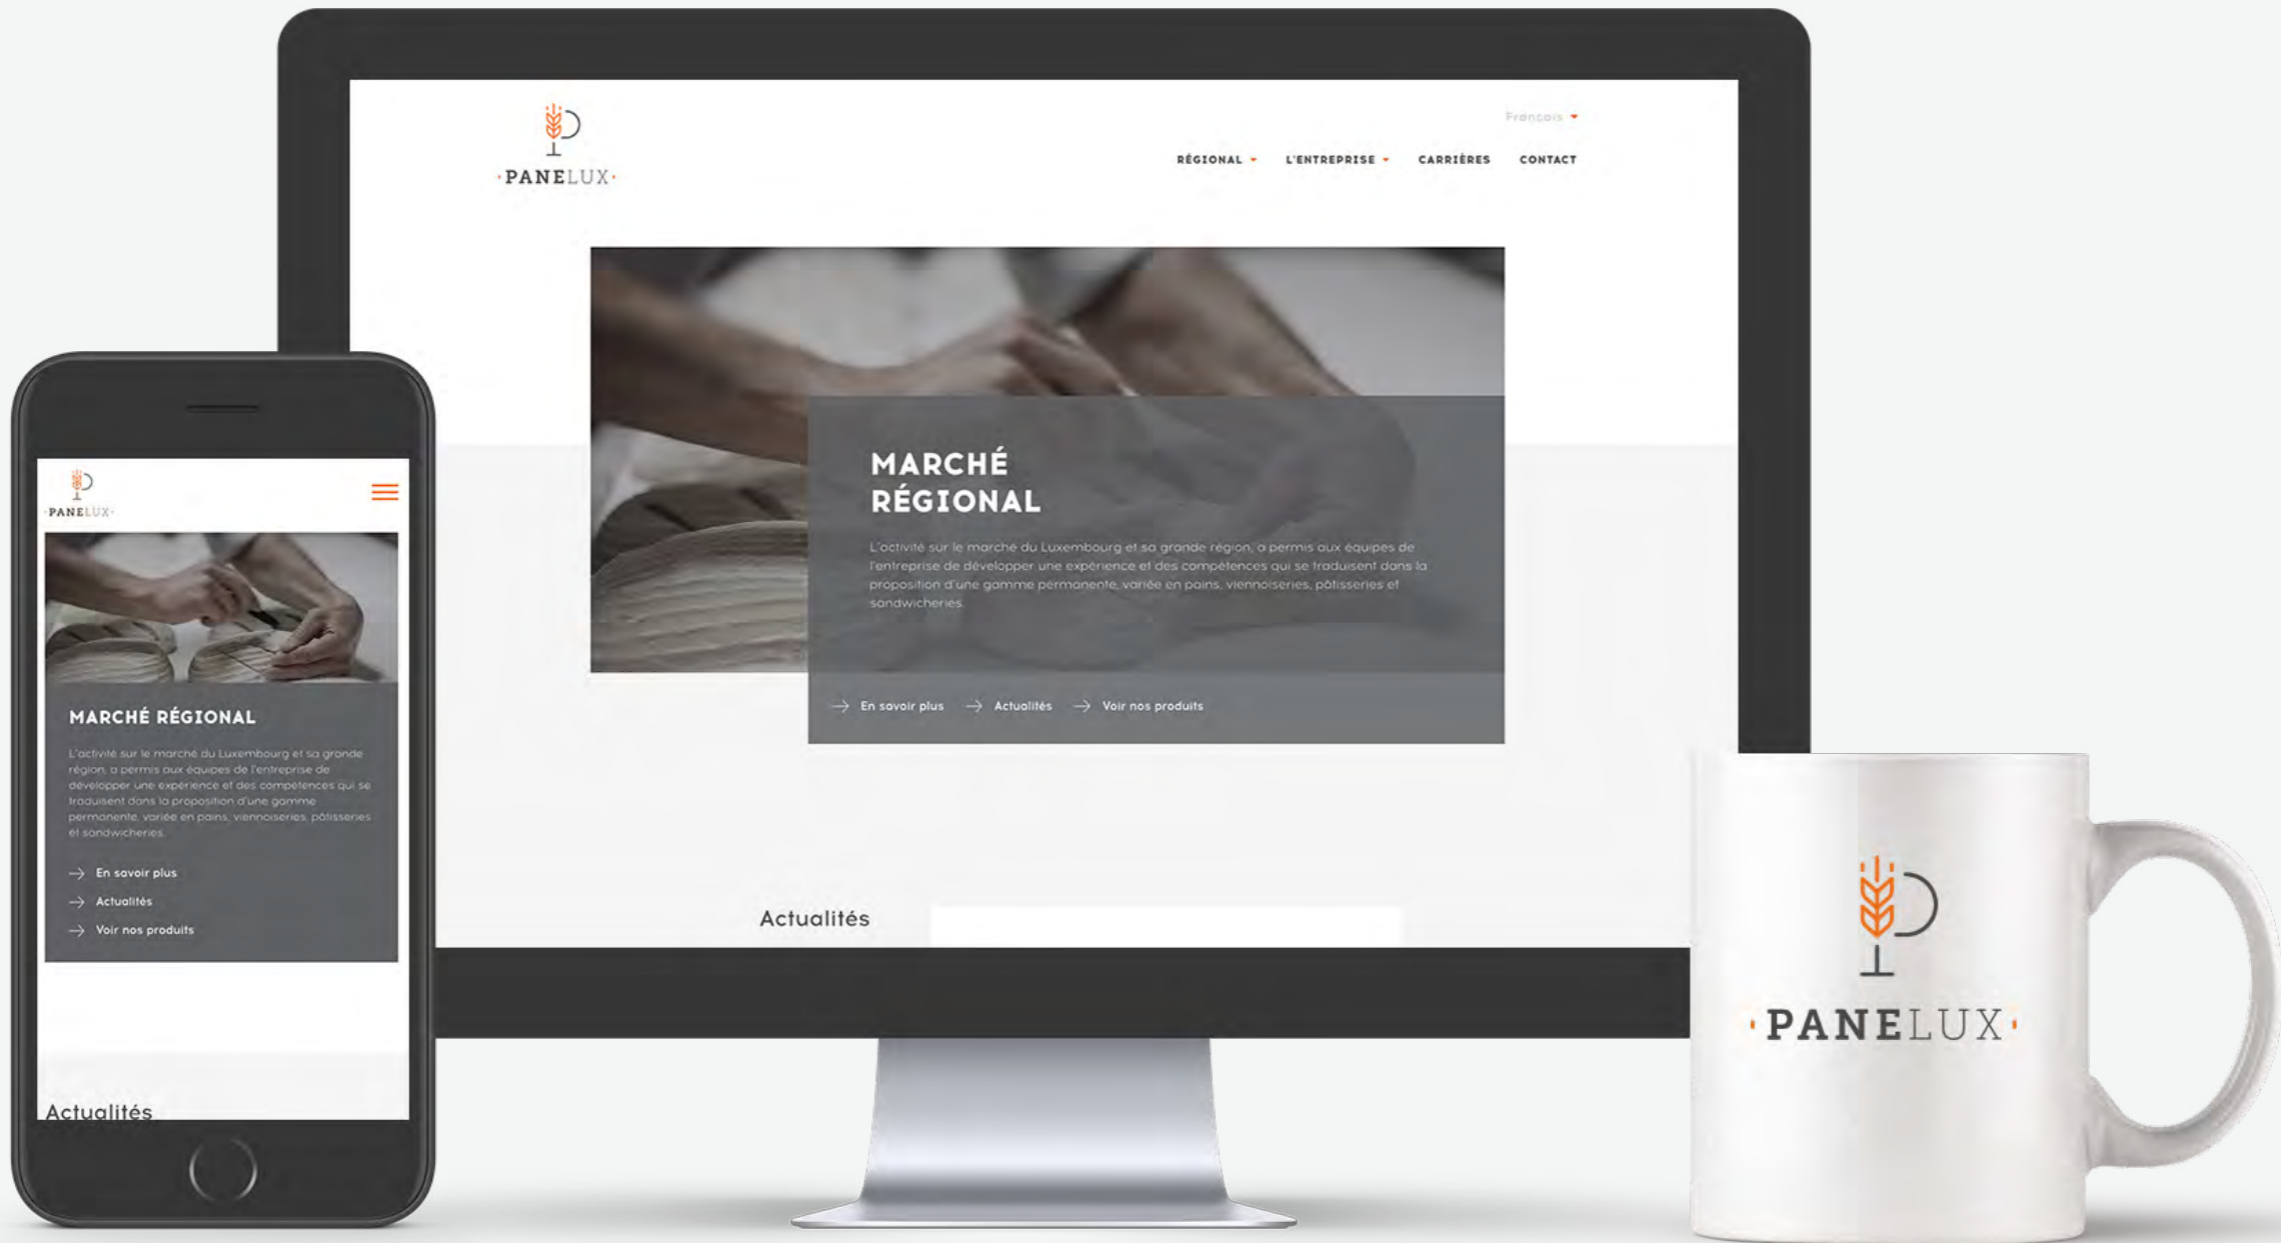 PANELUX
Francais
RÉGIONAL
L'ENTREPRISE
CARRIÈRES
CONTACT
MARCHÉ
RÉGIONAL
L'activité sur le marché du Luxembourg et sa grande région, a permis aux équipes de
l'entreprise de développer une expérience et des compétences qui se traduisent dans la
proposition d'une gamme permanente, variée en pains, viennoiseries, pâtisseries et
sandwicheries.
En savoir plus
Actualités
Voir nos produits
Actualités
PANELUX
MARCHÉ RÉGIONAL
L'activité sur le marché du Luxembourg et sa grande
région, a permis aux équipes de l'entreprise de
développer une expérience et des compétences qui se
traduisent dans la proposition d'une gamme
permanente, variée en pains, viennoiseries, pâtisseries
et sandwicheries.
En savoir plus
Actualités
Voir nos produits
Actualités
·PANELUX·